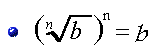 (ⁿ√b)ⁿ = b